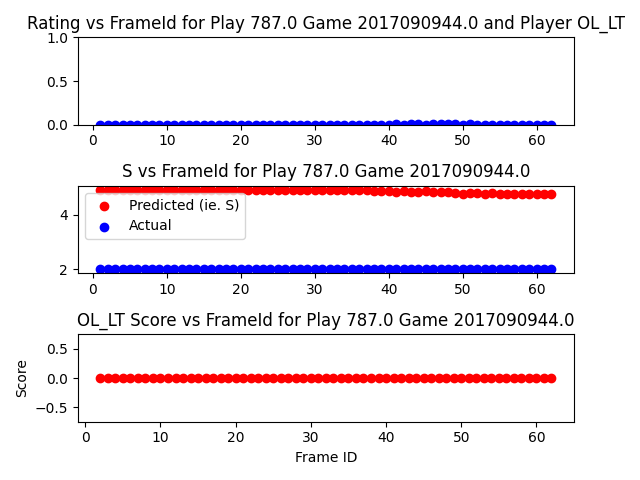 Rating vs FrameId for Play 787.0 Game 2017090944.0 and Player OL_LT
1.0
0.5
0.0
0 10 20 30 40 50 60
S vs FrameId for Play 787.0 Game 2017090944.0
4
2
Predicted (ie. S)
Actual
0 10 20 30 40 50 60
OL_LT Score vs FrameId for Play 787.0 Game 2017090944.0
Score
0.5
0.0
−0.5
0 10 20 30 40 50 60
Frame ID